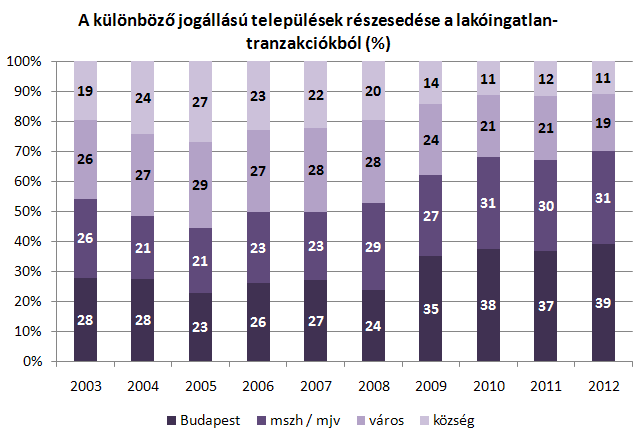 A különböző jogállású települések részesedése a lakóingatlan-
tranzakciókból (%)
100%
90%
80%
70%
60%
50%
40%
30%
20%
10%
0%
19 24 27 23 22 20 14 11 12 11
26 27 29 27 28 28 24 21 21 19
26 21 21 23 23 29 27 31 30 31
28 28 23 26 27 24 35 38 37 39
2003 2004 2005 2006 2007 2008 2009 2010 2011 2012
Budapest mszh / mjv város község